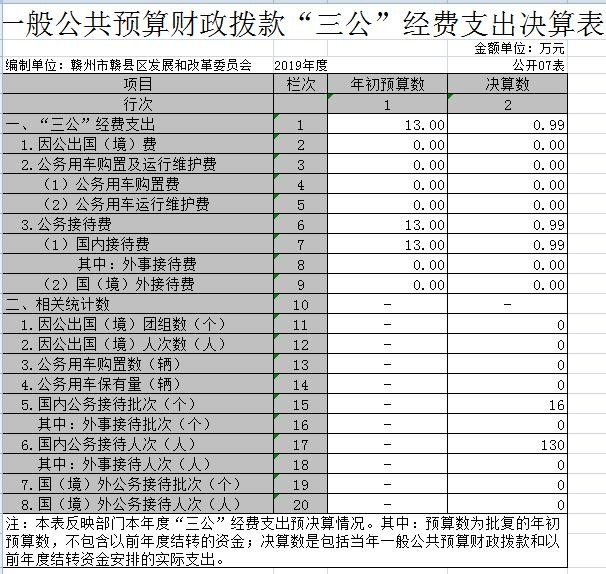 一般公共预算财政拨款“三公”经费支出决算表
金额单位：万元
编制单位：赣州市赣县区发展和改革委员会 2019年度 公开07表
项目 栏次 年初预算数 决算数
行次 1 2
一、“三公”经费支出 1 13.00 0.99
1.因公出国（境）费 2 0.00 0.00
2.公务用车购置及运行维护费 3 0.00 0.00
（1）公务用车购置费 4 0.00 0.00
（2）公务用车运行维护费 5 0.00 0.00
3.公务接待费 6 13.00 0.99
（1）国内接待费 7 13.00 0.99
其中：外事接待费 8 0.00 0.00
（2）国（境）外接待费 9 0.00 0.00
二、相关统计数 10 － －
1.因公出国（境）团组数（个） 11 － 0
2.因公出国（境）人次数（人） 12 － 0
3.公务用车购置数（辆） 13 － 0
4.公务用车保有量（辆） 14 － 0
5.国内公务接待批次（个） 15 － 16
其中：外事接待批次（个） 16 － 0
6.国内公务接待人次（人） 17 － 130
其中：外事接待人次（人） 18 － 0
7.国（境）外公务接待批次（个） 19 － 0
8.国（境）外公务接待人次（人） 20 － 0
注：本表反映部门本年度“三公”经费支出预决算情况。其中：预算数为批复的年初
预算数，不包含以前年度结转的资金；决算数是包括当年一般公共预算财政拨款和以
前年度结转资金安排的实际支出。